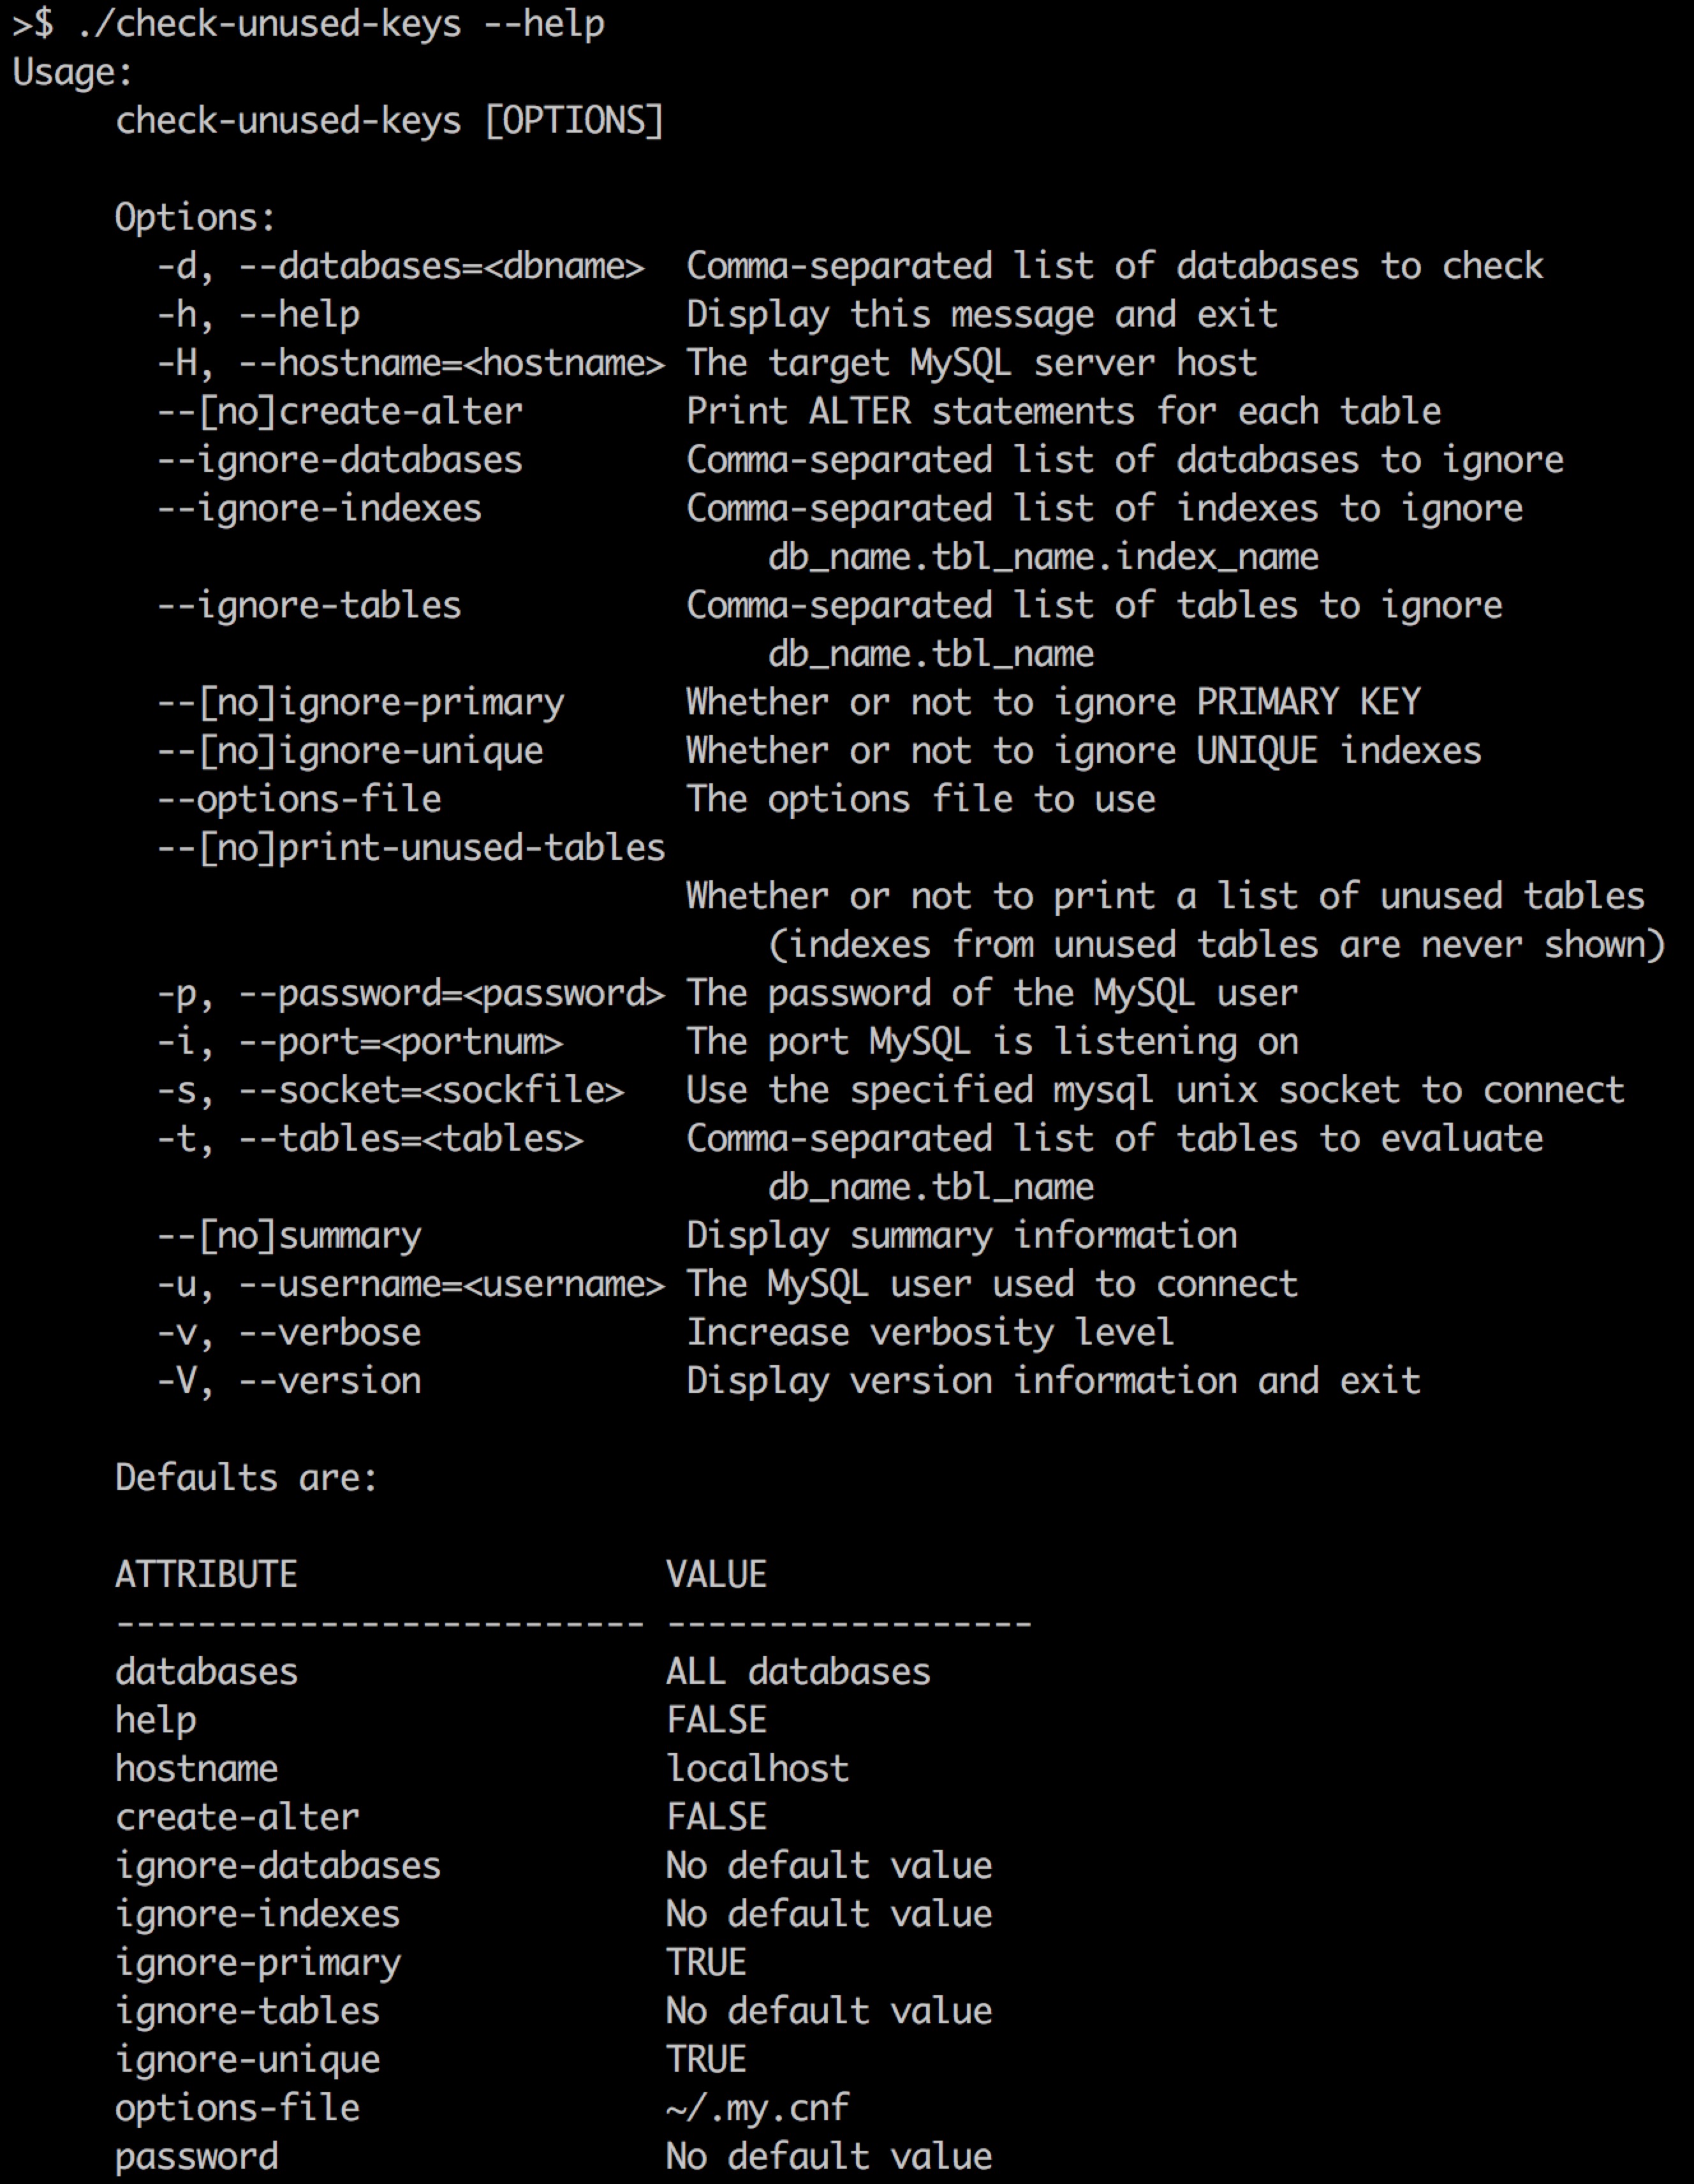 >$ ./check-unused-keys --help
Usage:
     check-unused-keys [OPTIONS]

     Options:
       -d, --databases=<dbname>  Comma-separated list of databases to check
       -h, --help                Display this message and exit
       -H, --hostname=<hostname> The target MySQL server host
       --[no]create-alter        Print ALTER statements for each table
       --ignore-databases        Comma-separated list of databases to ignore
       --ignore-indexes          Comma-separated list of indexes to ignore
                                     db_name.tbl_name.index_name
       --ignore-tables           Comma-separated list of tables to ignore
                                     db_name.tbl_name
       --[no]ignore-primary      Whether or not to ignore PRIMARY KEY
       --[no]ignore-unique       Whether or not to ignore UNIQUE indexes
       --options-file            The options file to use
       --[no]print-unused-tables
                                 Whether or not to print a list of unused tables
                                     (indexes from unused tables are never shown)
       -p, --password=<password> The password of the MySQL user
       -i, --port=<portnum>      The port MySQL is listening on
       -s, --socket=<sockfile>   Use the specified mysql unix socket to connect
       -t, --tables=<tables>     Comma-separated list of tables to evaluate
                                     db_name.tbl_name
       --[no]summary             Display summary information
       -u, --username=<username> The MySQL user used to connect
       -v, --verbose             Increase verbosity level
       -V, --version             Display version information and exit

     Defaults are:

     ATTRIBUTE                  VALUE
     -------------------------- ------------------
     databases                  ALL databases
     help                       FALSE
     hostname                   localhost
     create-alter               FALSE
     ignore-databases           No default value
     ignore-indexes             No default value
     ignore-primary             TRUE
     ignore-tables              No default value
     ignore-unique              TRUE
     options-file               ~/.my.cnf
     password                   No default value